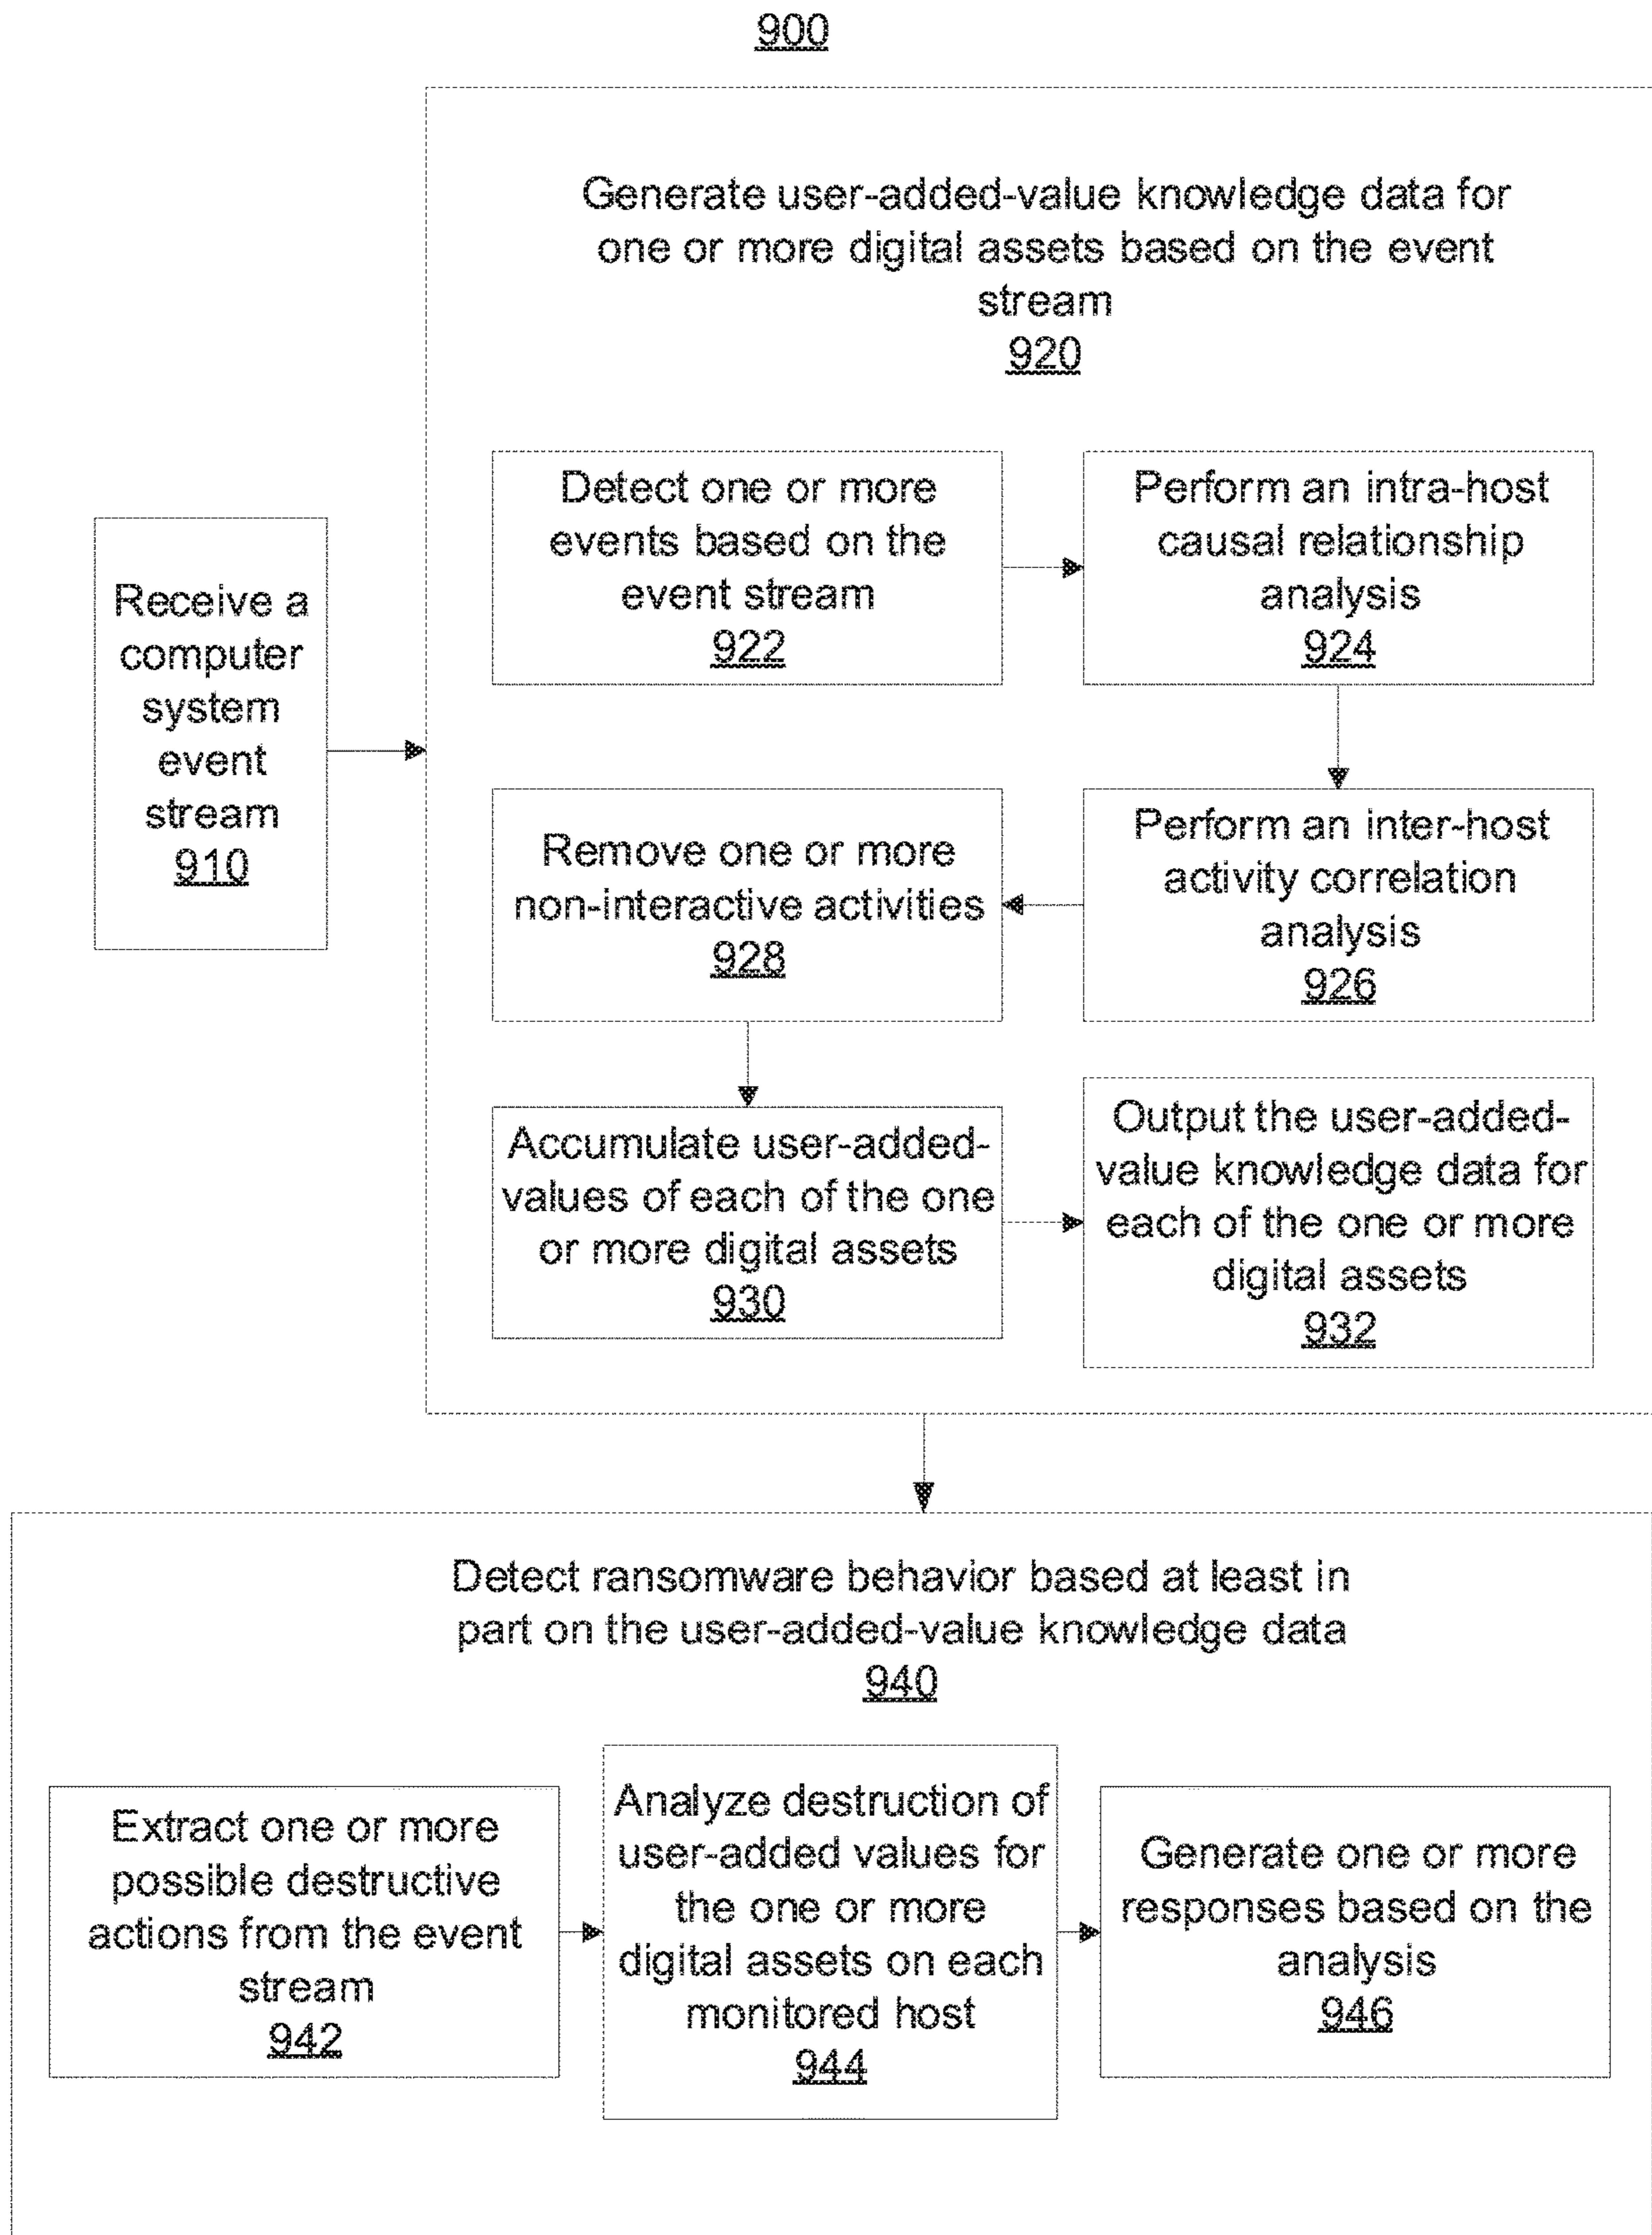 900
Generate user-added-value knowledge data for
one or more digital assets based on the event
stream
920
Receive a
computer
system
event
stream
910
Detect one or more
events based on the
event stream
922
Perform an intra-host
causal relationship
analysis
924
Perform an inter-host
activity correlation
analysis
926
Remove one or more
non-interactive activities
928
Accumulate user-added-
values of each of the one
or more digital assets
930
Output the user-added-
value knowledge data for
each of the one or more
digital assets
932
Detect ransomware behavior based at least in
part on the user-added-value knowledge data
940
Extract one or more
possible destructive
actions from the event
stream
942
Analyze destruction of
user-added values for
the one or more
digital assets on each
monitored host
944
Generate one or more
responses based on the
analysis
946